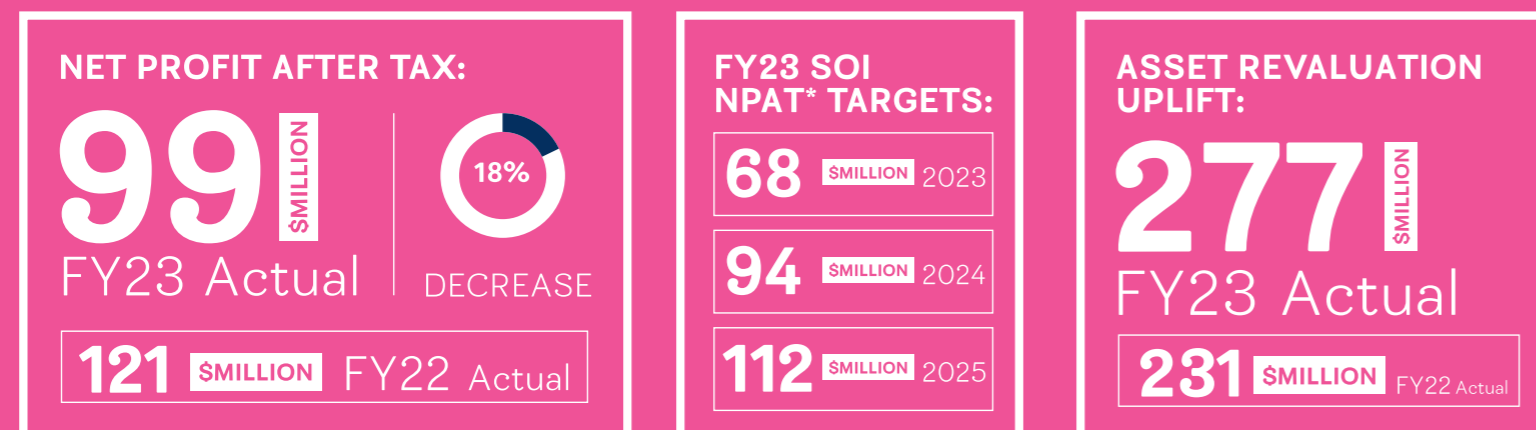 NET PROFIT AFTER TAX:
99 $MILLION
FY23 Actual
18%
DECREASE
121 $MILLION FY22 Actual
FY23 SOI
NPAT* TARGETS:
68 $MILLION 2023
94 $MILLION 2024
112 $MILLION 2025
ASSET REVALUATION
UPLIFT:
277 $MILLION
FY23 Actual
231 $MILLION FY22 Actual